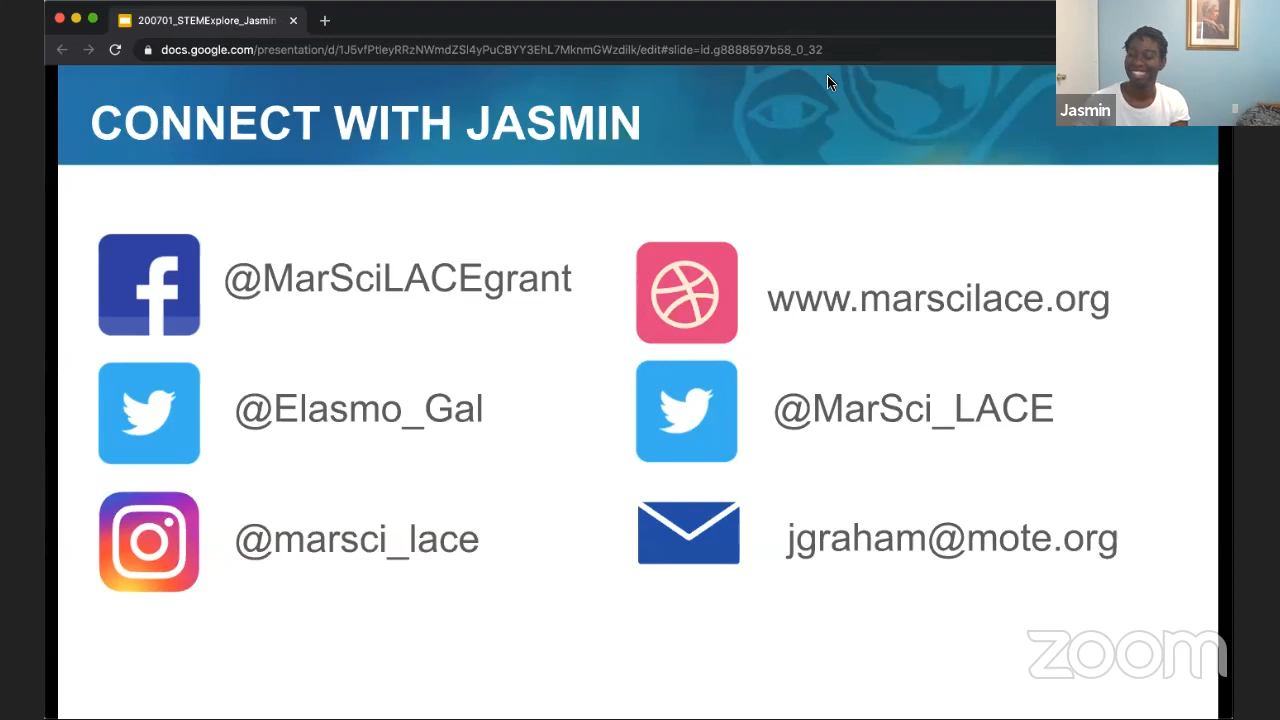 200701_STEMExplore_Jasmin
docs.google.com/presentation/d/1J5vfPtleyRRzNWmdZSl4yPuCBYY3EhL7MknmGWzdilk/edit#slide=id.g8888597b58_0_32
Jasmin
CONNECT WITH JASMIN
@MarSciLACEgrant
www.marscilace.org
@Elasmo_Gal
@MarSci_LACE
@marsci_lace
jgraham@mote.org
zoom